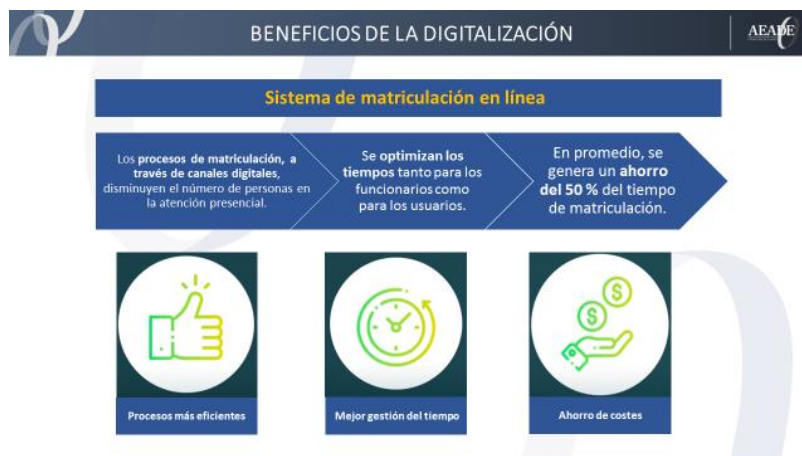 BENEFICIOS DE LA DIGITALIZACIÓN
AEADE
Sistema de matriculación en línea
Los procesos de matriculación, a
través de canales digitales,
disminuyen el número de personas en
la atención presencial.
Se optimizan los
tiempos tanto para los
funcionarios como
para los usuarios.
En promedio, se
genera un ahorro
del 50 % del tiempo
de matriculación.
Procesos más eficientes
Mejor gestión del tiempo
Ahorro de costes